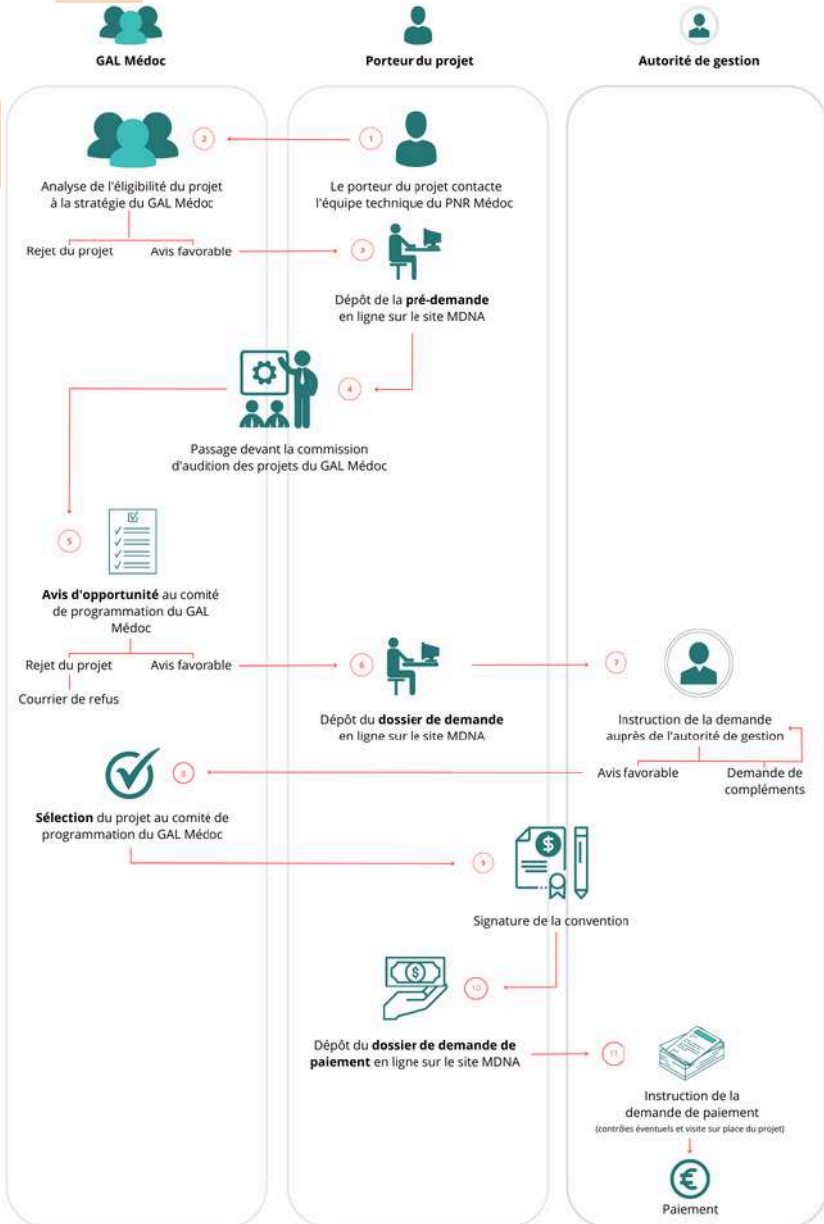 GAL Médoc
Porteur du projet
Autorité de gestion
1
Le porteur du projet contacte
l'équipe technique du PNR Médoc
2
Analyse de l'éligibilité du projet
à la stratégie du GAL Médoc
Rejet du projet
Avis favorable
3
Dépôt de la pré-demande
en ligne sur le site MDNA
4
Passage devant la commission
d'audition des projets du GAL Médoc
5
Avis d'opportunité au comité
de programmation du GAL
Médoc
Rejet du projet
Avis favorable
Courrier de refus
6
Dépôt du dossier de demande
en ligne sur le site MDNA
7
Instruction de la demande
auprès de l'autorité de gestion
Avis favorable
Demande de
compléments
8
Sélection du projet au comité de
programmation du GAL Médoc
9
Signature de la convention
10
Dépôt du dossier de demande de
paiement en ligne sur le site MDNA
11
Instruction de la
demande de paiement
(contrôles éventuels et visite sur place du projet)
Paiement